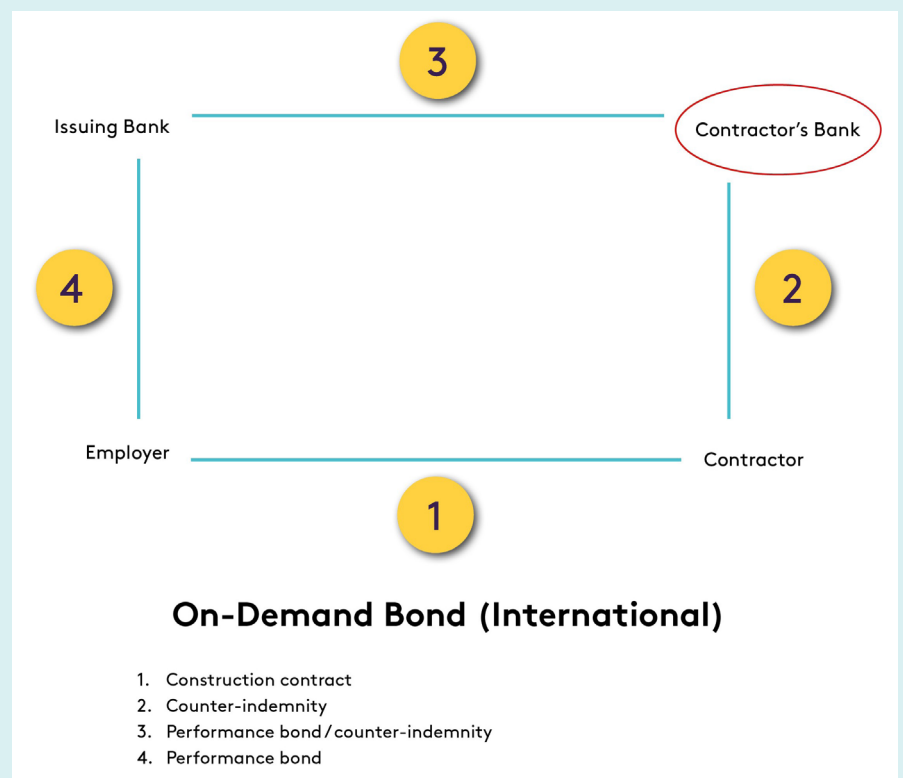 3
Issuing Bank
Contractor’s Bank
4
2
Employer
Contractor
1
On-Demand Bond (International)
1. Construction contract
2. Counter-indemnity
3. Performance bond/counter-indemnity
4. Performance bond